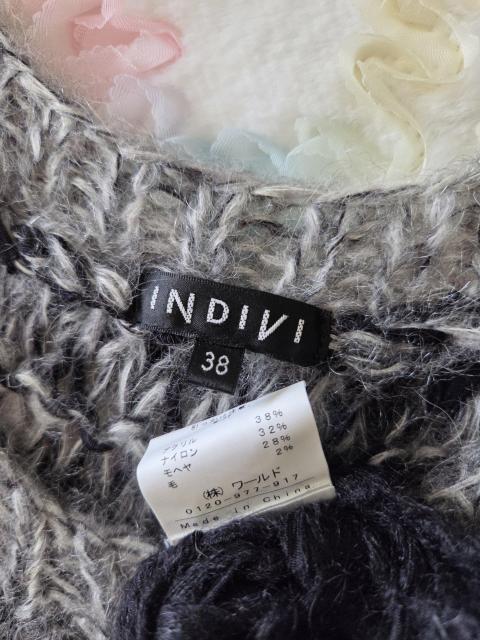 INDIVI
38
アクリル 38%
ナイロン 32%
モヘヤ 28%
毛 2%
(株) ワールド
0120-977-917
Made in China